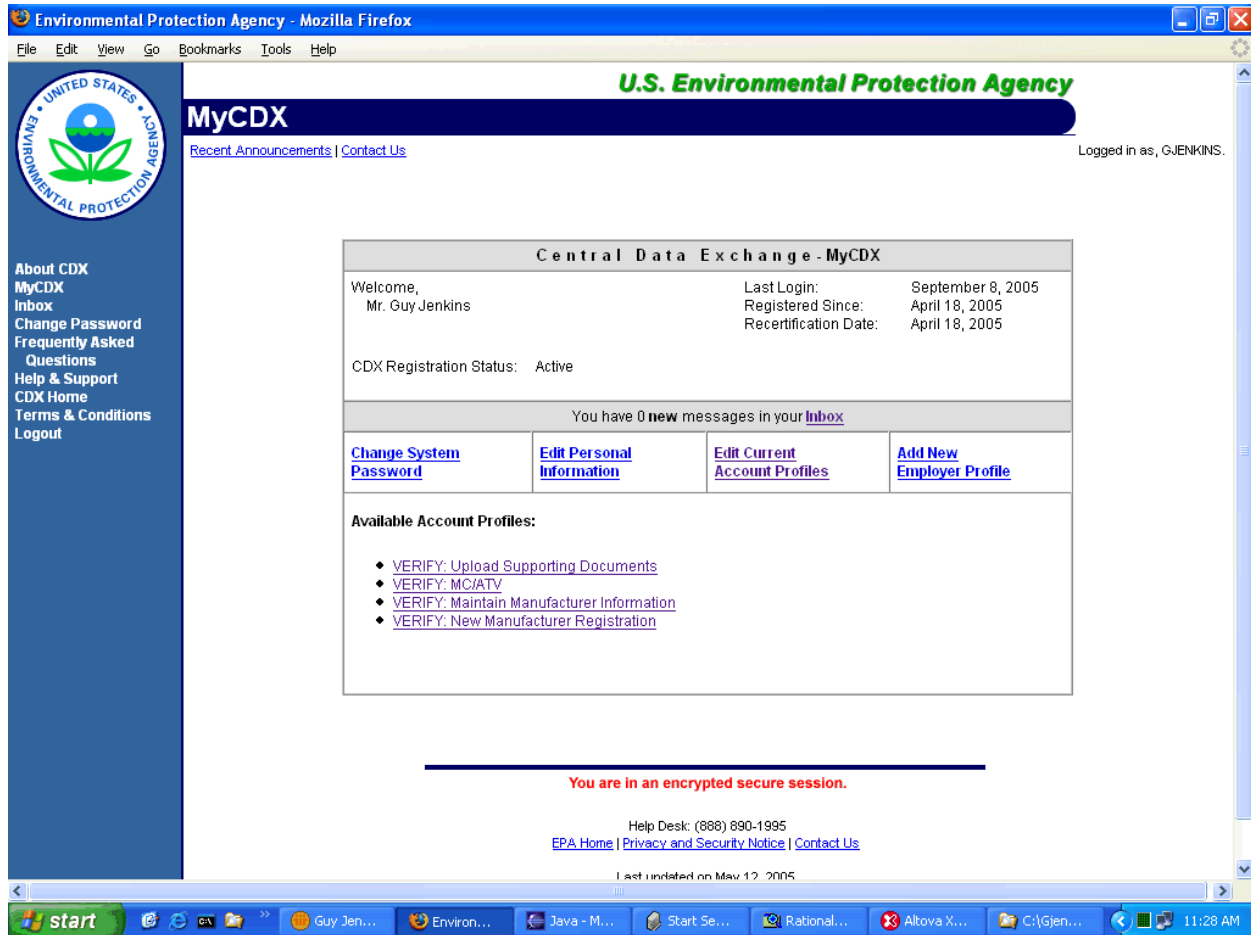 Environmental Protection Agency - Mozilla Firefox
File Edit View Go Bookmarks Tools Help
UNITED STATES ENVIRONMENTAL PROTECTION AGENCY
U.S. Environmental Protection Agency
MyCDX
Recent Announcements | Contact Us
Logged in as, GJENKINS.
About CDX
MyCDX
Inbox
Change Password
Frequently Asked
Questions
Help & Support
CDX Home
Terms & Conditions
Logout
Central Data Exchange - MyCDX
Welcome,
Mr. Guy Jenkins
Last Login: September 8, 2005
Registered Since: April 18, 2005
Recertification Date: April 18, 2005
CDX Registration Status: Active
You have 0 new messages in your Inbox
Change System
Password
Edit Personal
Information
Edit Current
Account Profiles
Add New
Employer Profile
Available Account Profiles:
VERIFY: Upload Supporting Documents
VERIFY: MC/ATV
VERIFY: Maintain Manufacturer Information
VERIFY: New Manufacturer Registration
You are in an encrypted secure session.
Help Desk: (888) 890-1995
EPA Home | Privacy and Security Notice | Contact Us
Last updated on May 12, 2005
start Guy Jen... Environ... Java - M... Start Se... Rational... Altova X... C:\Gjen... 11:28 AM